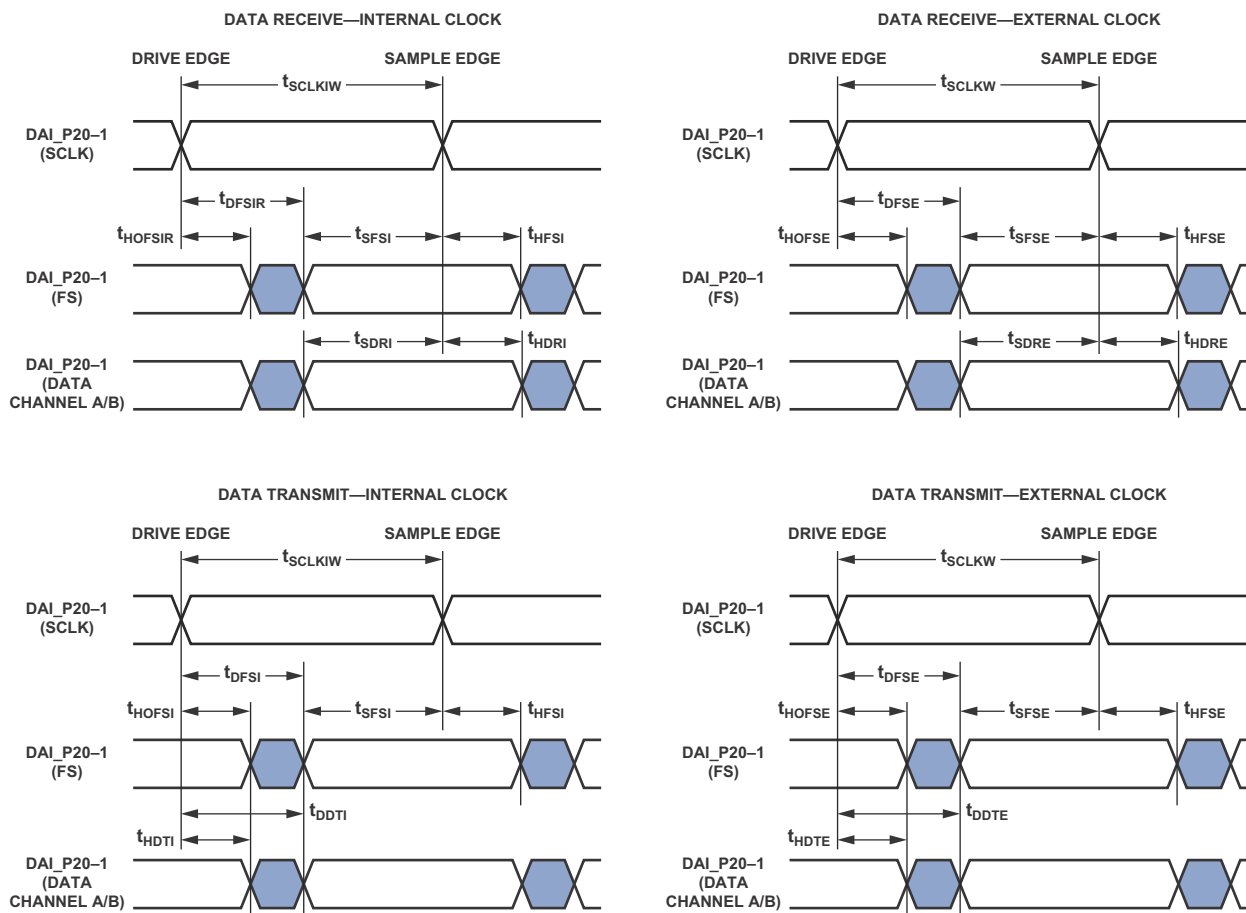 DATA RECEIVE—INTERNAL CLOCK
DRIVE EDGE
SAMPLE EDGE
tSCLKIW
DAI_P20–1
(SCLK)
tDFSIR
tHOFSIR
tSFSI
tHFSI
DAI_P20–1
(FS)
tSDRI
tHDRI
DAI_P20–1
(DATA
CHANNEL A/B)
DATA RECEIVE—EXTERNAL CLOCK
DRIVE EDGE
SAMPLE EDGE
tSCLKW
DAI_P20–1
(SCLK)
tDFSE
tHOFSE
tSFSE
tHFSE
DAI_P20–1
(FS)
tSDRE
tHDRE
DAI_P20–1
(DATA
CHANNEL A/B)
DATA TRANSMIT—INTERNAL CLOCK
DRIVE EDGE
SAMPLE EDGE
tSCLKIW
DAI_P20–1
(SCLK)
tDFSI
tHOFSI
tSFSI
tHFSI
DAI_P20–1
(FS)
tDDTI
tHDTI
DAI_P20–1
(DATA
CHANNEL A/B)
DATA TRANSMIT—EXTERNAL CLOCK
DRIVE EDGE
SAMPLE EDGE
tSCLKW
DAI_P20–1
(SCLK)
tDFSE
tHOFSE
tSFSE
tHFSE
DAI_P20–1
(FS)
tDDTE
tHDTE
DAI_P20–1
(DATA
CHANNEL A/B)